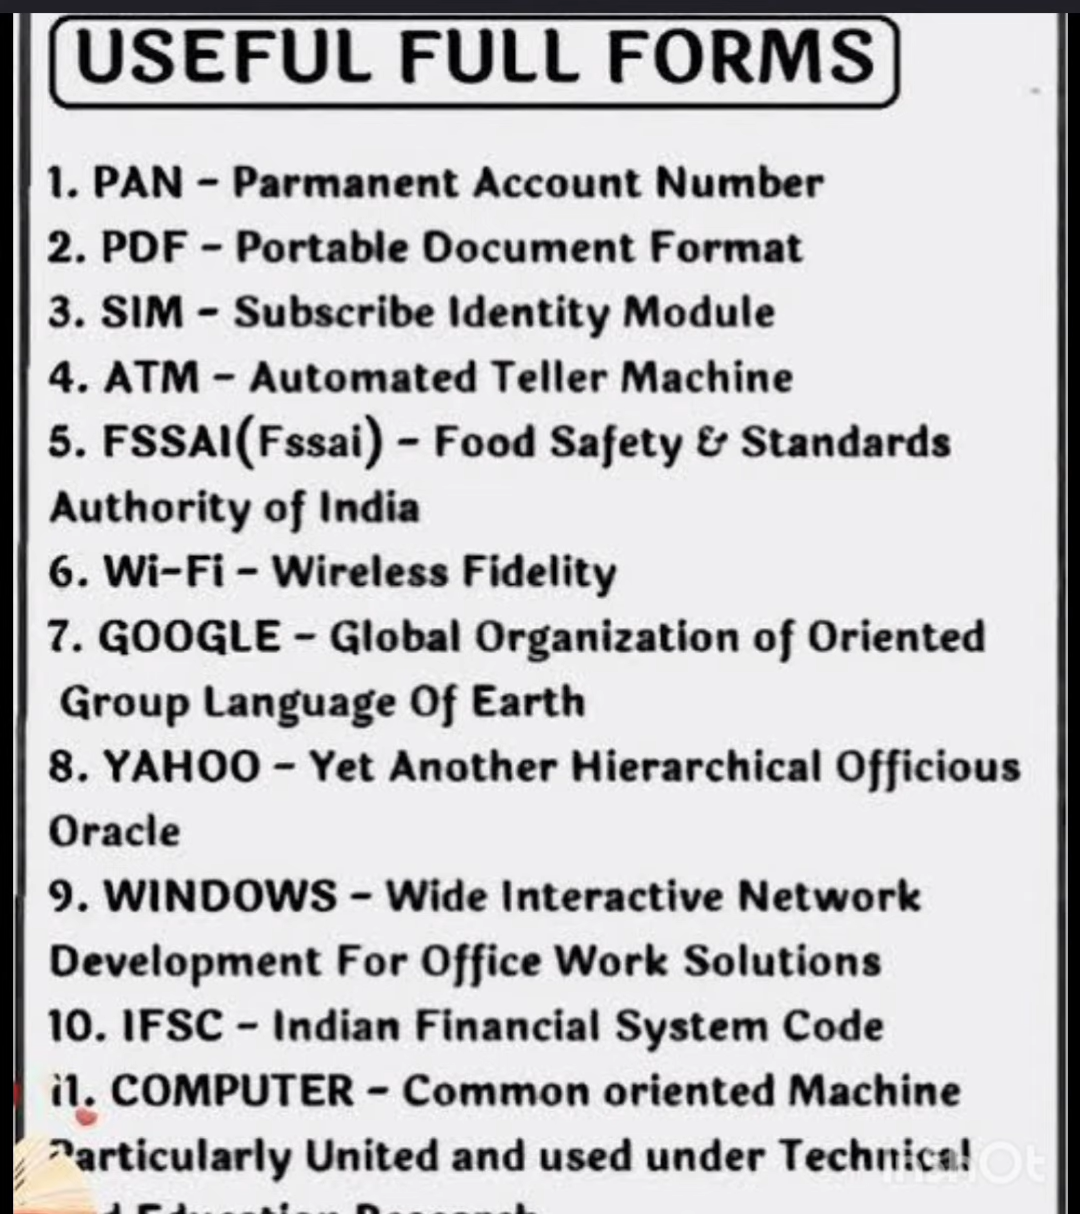 USEFUL FULL FORMS
1. PAN - Parmanent Account Number
2. PDF - Portable Document Format
3. SIM - Subscribe Identity Module
4. ATM - Automated Teller Machine
5. FSSAI(Fssai) - Food Safety & Standards
Authority of India
6. Wi-Fi - Wireless Fidelity
7. GOOGLE - Global Organization of Oriented
Group Language Of Earth
8. YAHOO - Yet Another Hierarchical Officious
Oracle
9. WINDOWS - Wide Interactive Network
Development For Office Work Solutions
10. IFSC - Indian Financial System Code
11. COMPUTER - Common oriented Machine
Particularly United and used under Technical
Education Research
InShOt